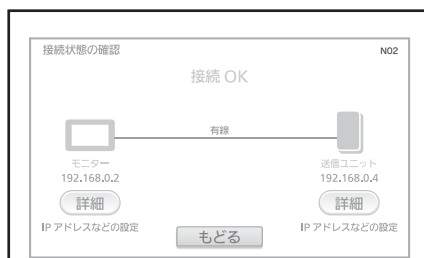 接続状態の確認
N02
接続 OK
有線
モニター
送信ユニット
192.168.0.2
192.168.0.4
詳細
詳細
IP アドレスなどの設定
IP アドレスなどの設定
もどる